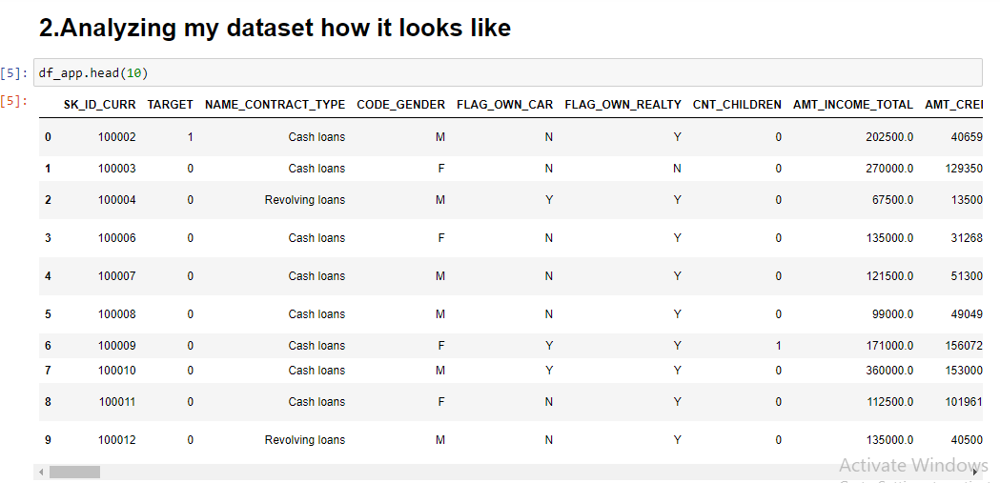 2.Analyzing my dataset how it looks like
[5]: df_app.head(10)
[5]: SK_ID_CURR TARGET NAME_CONTRACT_TYPE CODE_GENDER FLAG_OWN_CAR FLAG_OWN_REALTY CNT_CHILDREN AMT_INCOME_TOTAL AMT_CREI
0 100002 1 Cash loans M N Y 0 202500.0 40659
1 100003 0 Cash loans F N N 0 270000.0 129350
2 100004 0 Revolving loans M Y Y 0 67500.0 13500
3 100006 0 Cash loans F N Y 0 135000.0 31268
4 100007 0 Cash loans M N Y 0 121500.0 51300
5 100008 0 Cash loans M N Y 0 99000.0 49049
6 100009 0 Cash loans F Y Y 1 171000.0 156072
7 100010 0 Cash loans M Y Y 0 360000.0 153000
8 100011 0 Cash loans F N Y 0 112500.0 101961
9 100012 0 Revolving loans M N Y 0 135000.0 40500
Activate Windows